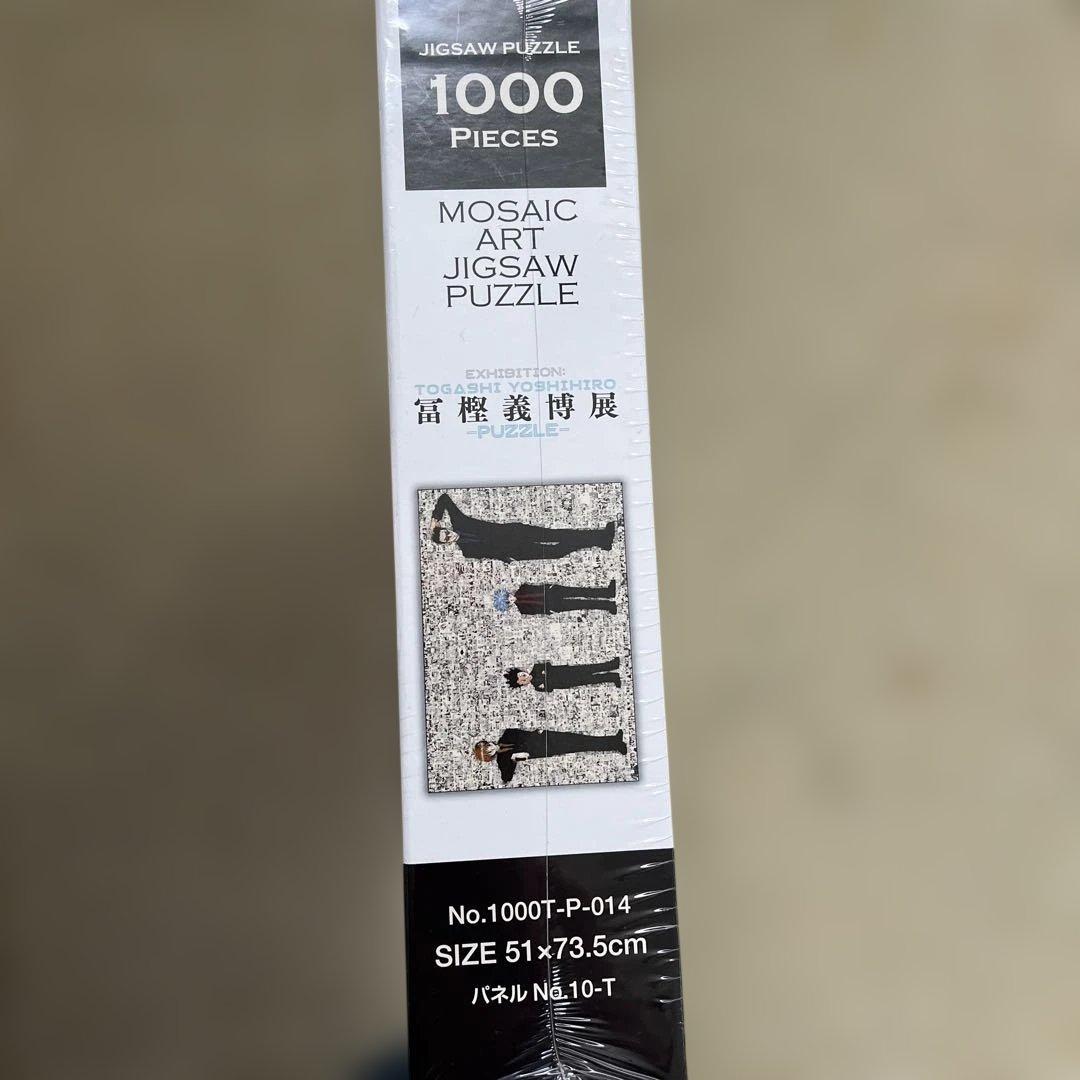 JIGSAW PUZZLE
1000
PIECES
MOSAIC
ART
JIGSAW
PUZZLE
EXHIBITION:
TOGASHI YOSHIHIRO
冨樫義博展
-PUZZLE-
No.1000T-P-014
SIZE 51×73.5cm
パネル No.10-T